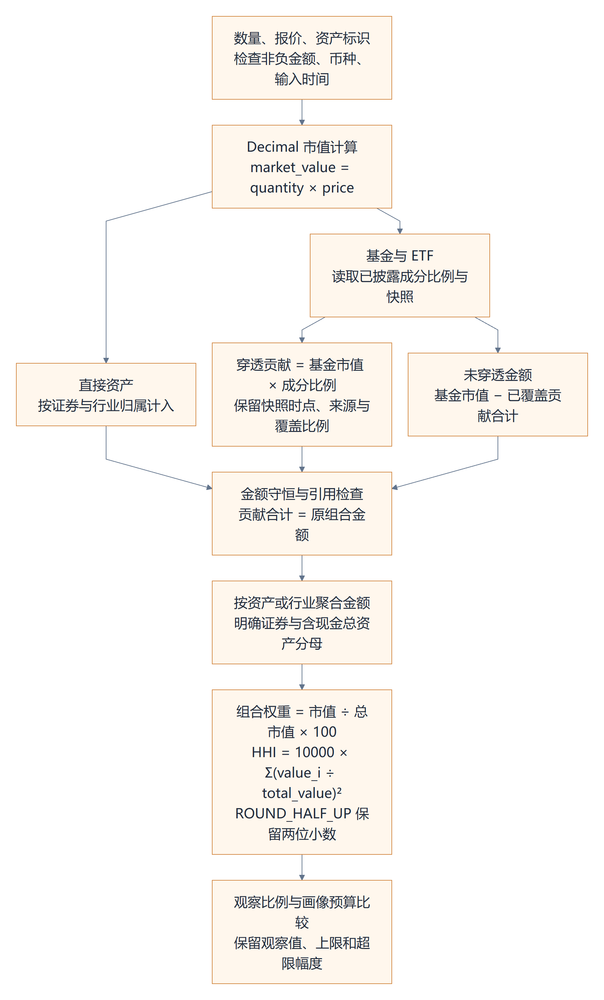 数量、报价、资产标识
检查非负金额、币种、
输入时间
Decimal 市值计算
market_value =
quantity × price
基金与 ETF
读取已披露成分比例与
快照
直接资产
按证券与行业归属计入
穿透贡献 = 基金市值
× 成分比例
保留快照时点、来源与
覆盖比例
未穿透金额
基金市值 − 已覆盖贡
献合计
金额守恒与引用检查
贡献合计 = 原组合金
额
按资产或行业聚合金额
明确证券与含现金总资
产分母
组合权重 = 市值 ÷ 总
市值 × 100
HHI = 10000 ×
Σ(value_i ÷
total_value)²
ROUND_HALF_UP 保
留两位小数
观察比例与画像预算比
较
保留观察值、上限和超
限幅度